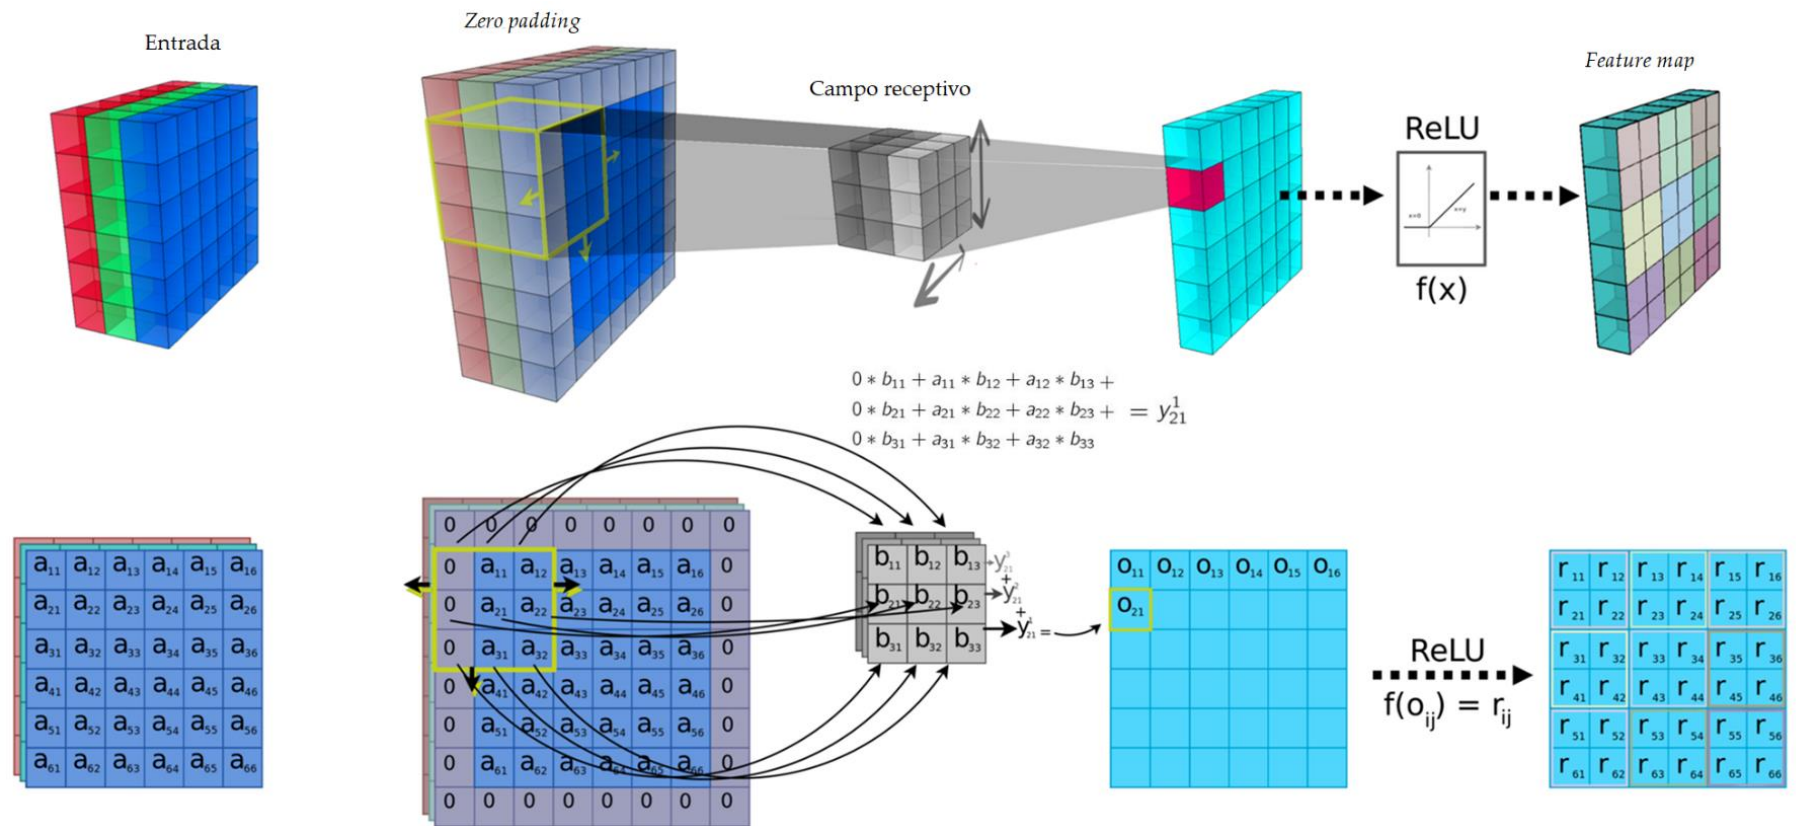 Zero padding
Entrada
Feature map
Campo receptivo
ReLU
f(x)
0 * b₁₁ + a₁₁ * b₁₂ + a₁₂ * b₁₃ +
0 * b₂₁ + a₂₁ * b₂₂ + a₂₂ * b₂₃ + = y¹₂₁
0 * b₃₁ + a₃₁ * b₃₂ + a₃₂ * b₃₃
a₁₁ a₁₂ a₁₃ a₁₄ a₁₅ a₁₆
a₂₁ a₂₂ a₂₃ a₂₄ a₂₅ a₂₆
a₃₁ a₃₂ a₃₃ a₃₄ a₃₅ a₃₆
a₄₁ a₄₂ a₄₃ a₄₄ a₄₅ a₄₆
a₅₁ a₅₂ a₅₃ a₅₄ a₅₅ a₅₆
a₆₁ a₆₂ a₆₃ a₆₄ a₆₅ a₆₆
0 0 0 0 0 0 0 0
0 a₁₁ a₁₂ a₁₃ a₁₄ a₁₅ a₁₆ 0
0 a₂₁ a₂₂ a₂₃ a₂₄ a₂₅ a₂₆ 0
0 a₃₁ a₃₂ a₃₃ a₃₄ a₃₅ a₃₆ 0
0 a₄₁ a₄₂ a₄₃ a₄₄ a₄₅ a₄₆ 0
0 a₅₁ a₅₂ a₅₃ a₅₄ a₅₅ a₅₆ 0
0 a₆₁ a₆₂ a₆₃ a₆₄ a₆₅ a₆₆ 0
0 0 0 0 0 0 0 0
b₁₁ b₁₂ b₁₃ y³₂₁
+
b₂₁ b₂₂ b₂₃ y²₂₁
+
b₃₁ b₃₂ b₃₃ y¹₂₁ =
o₁₁ o₁₂ o₁₃ o₁₄ o₁₅ o₁₆
o₂₁
ReLU
f(oᵢⱼ) = rᵢⱼ
r₁₁ r₁₂ r₁₃ r₁₄ r₁₅ r₁₆
r₂₁ r₂₂ r₂₃ r₂₄ r₂₅ r₂₆
r₃₁ r₃₂ r₃₃ r₃₄ r₃₅ r₃₆
r₄₁ r₄₂ r₄₃ r₄₄ r₄₅ r₄₆
r₅₁ r₅₂ r₅₃ r₅₄ r₅₅ r₅₆
r₆₁ r₆₂ r₆₃ r₆₄ r₆₅ r₆₆